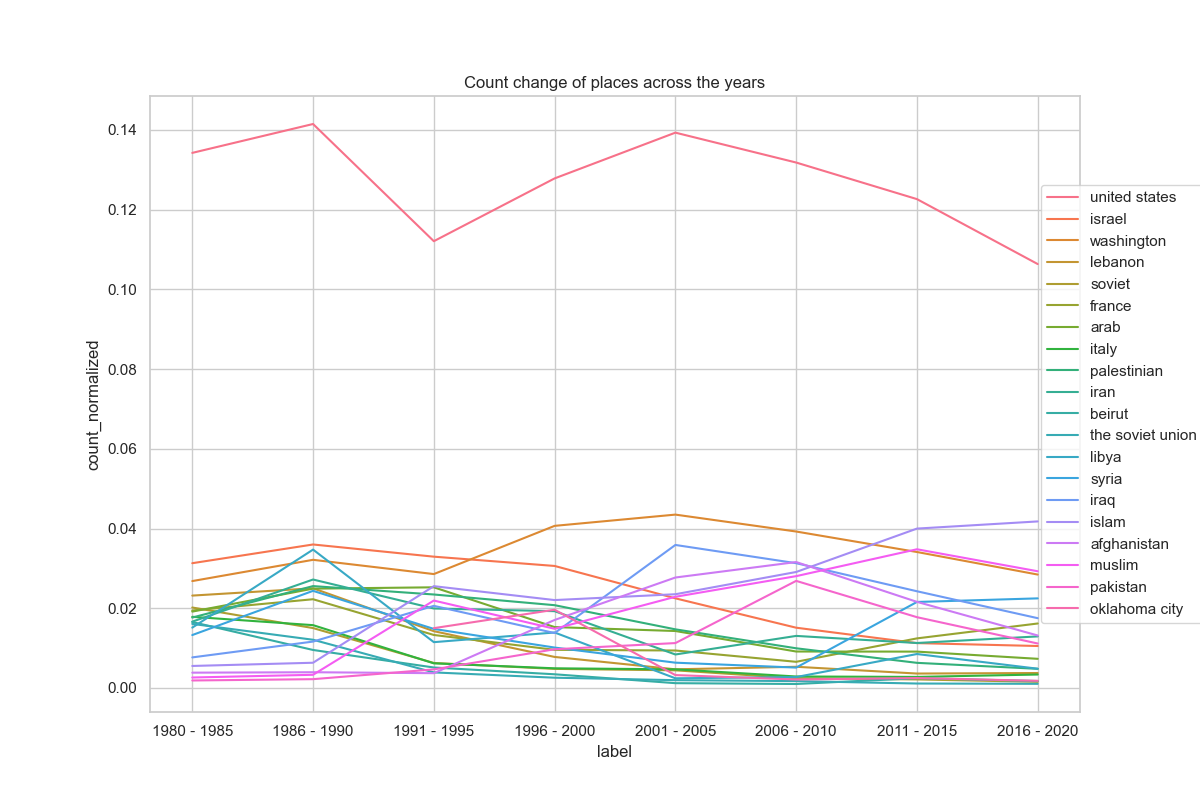 Count change of places across the years
0.14
0.12
0.10
0.08
0.06
0.04
0.02
0.00
count_normalized
1980 - 1985
1986 - 1990
1991 - 1995
1996 - 2000
2001 - 2005
2006 - 2010
2011 - 2015
2016 - 2020
label
united states
israel
washington
lebanon
soviet
france
arab
italy
palestinian
iran
beirut
the soviet union
libya
syria
iraq
islam
afghanistan
muslim
pakistan
oklahoma city